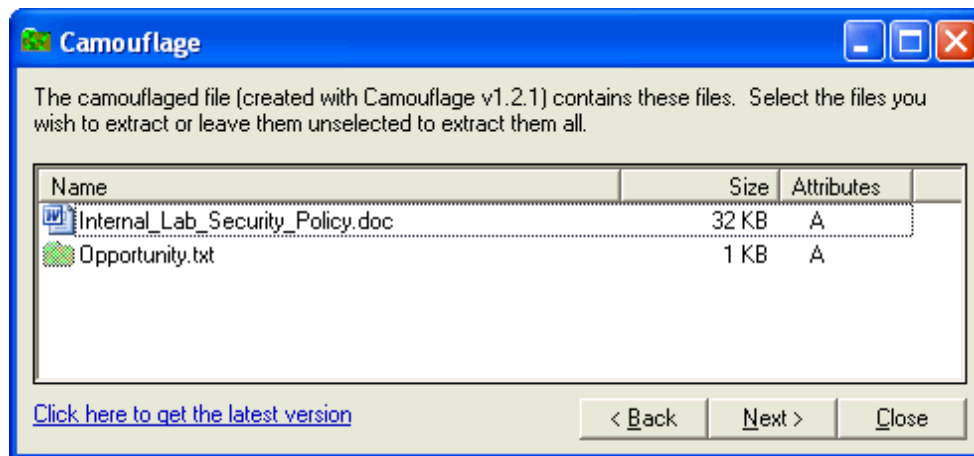 Camouflage
The camouflaged file (created with Camouflage v1.2.1) contains these files.  Select the files you
wish to extract or leave them unselected to extract them all.
Name Size Attributes
Internal_Lab_Security_Policy.doc 32 KB A
Opportunity.txt 1 KB A
Click here to get the latest version < Back Next > Close